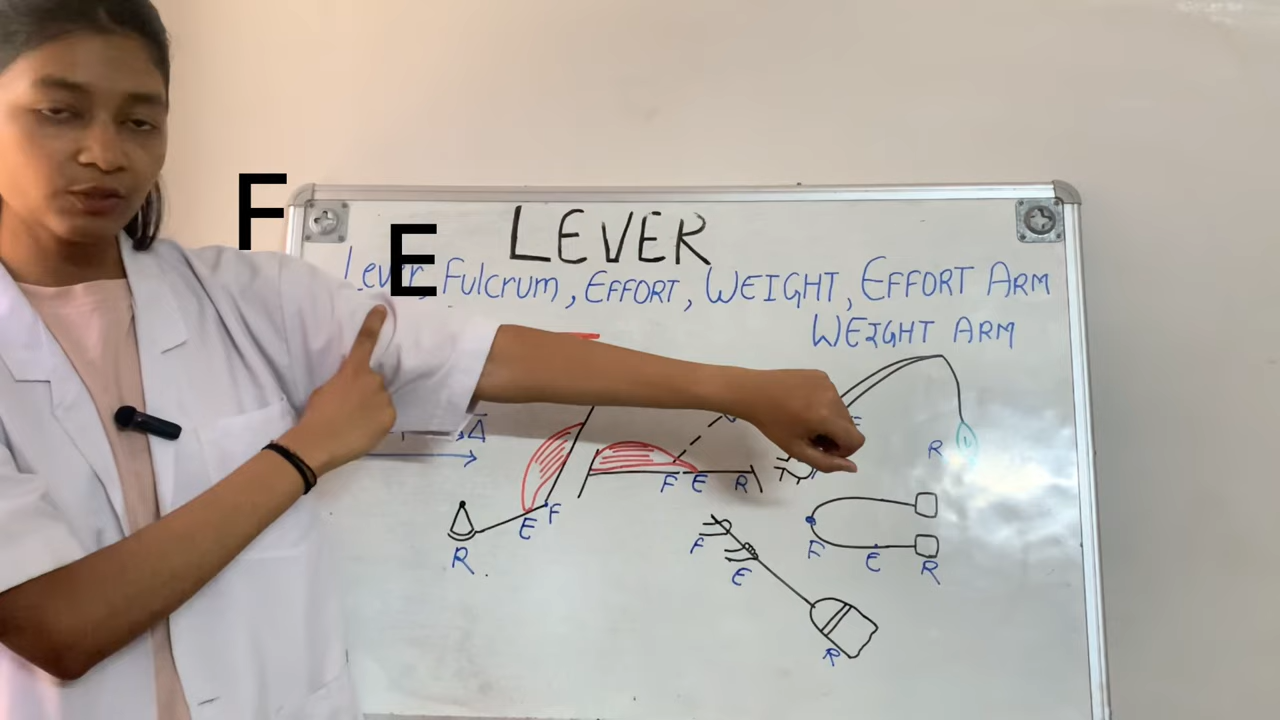 F
E
LEVER
Lever, Fulcrum, EFFORT, WEIGHT, EFFORT ARM
WEIGHT ARM
R
F E R
E F
R
F E R
F
E
R